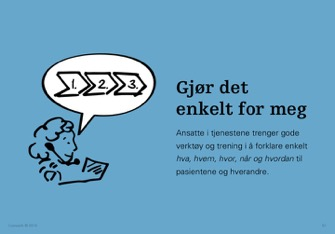 1. 2. 3.
Gjør det
enkelt for meg
Ansatte i tjenestene trenger gode
verktøy og trening i å forklare enkelt
hva, hvem, hvor, når og hvordan til
pasientene og hverandre.